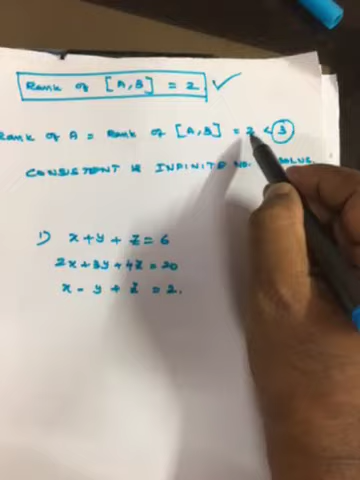 Rank of [A,B] = 2 ✓
Rank of A = Rank of [A,B] = 2 < 3
CONSISTENT INFINITE NO. SOLUS.
1) x+y+z=6
2x+3y+4z=20
x-y+z=2.